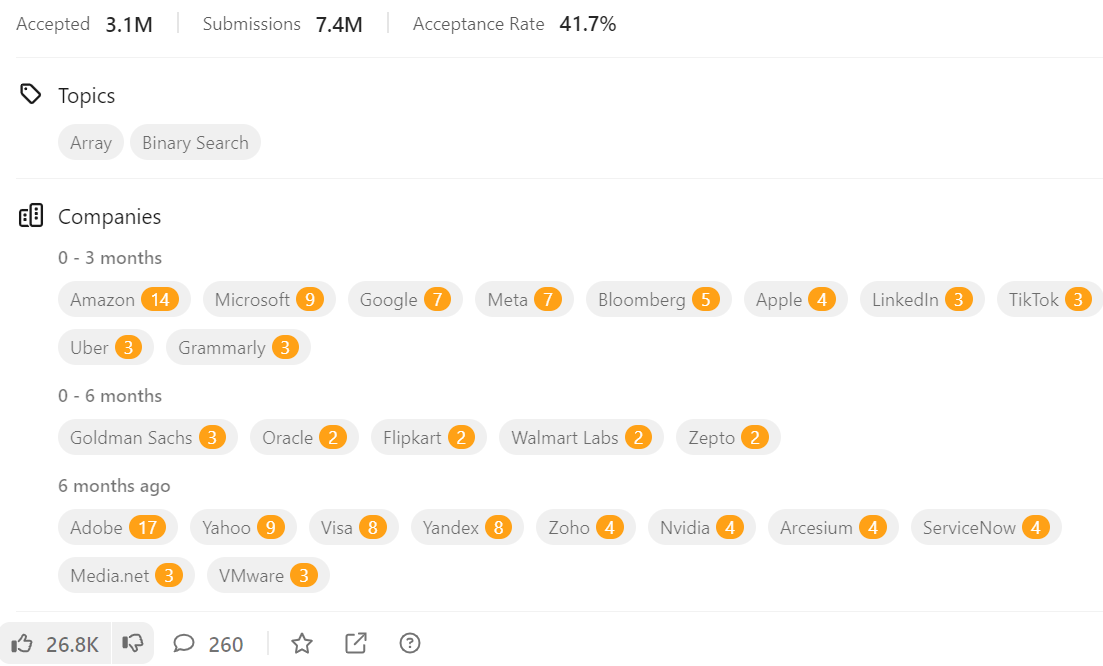 Accepted 3.1M Submissions 7.4M Acceptance Rate 41.7%
Topics
Array Binary Search
Companies
0 - 3 months
Amazon 14 Microsoft 9 Google 7 Meta 7 Bloomberg 5 Apple 4 LinkedIn 3 TikTok 3
Uber 3 Grammarly 3
0 - 6 months
Goldman Sachs 3 Oracle 2 Flipkart 2 Walmart Labs 2 Zepto 2
6 months ago
Adobe 17 Yahoo 9 Visa 8 Yandex 8 Zoho 4 Nvidia 4 Arcesium 4 ServiceNow 4
Media.net 3 VMware 3
26.8K 260